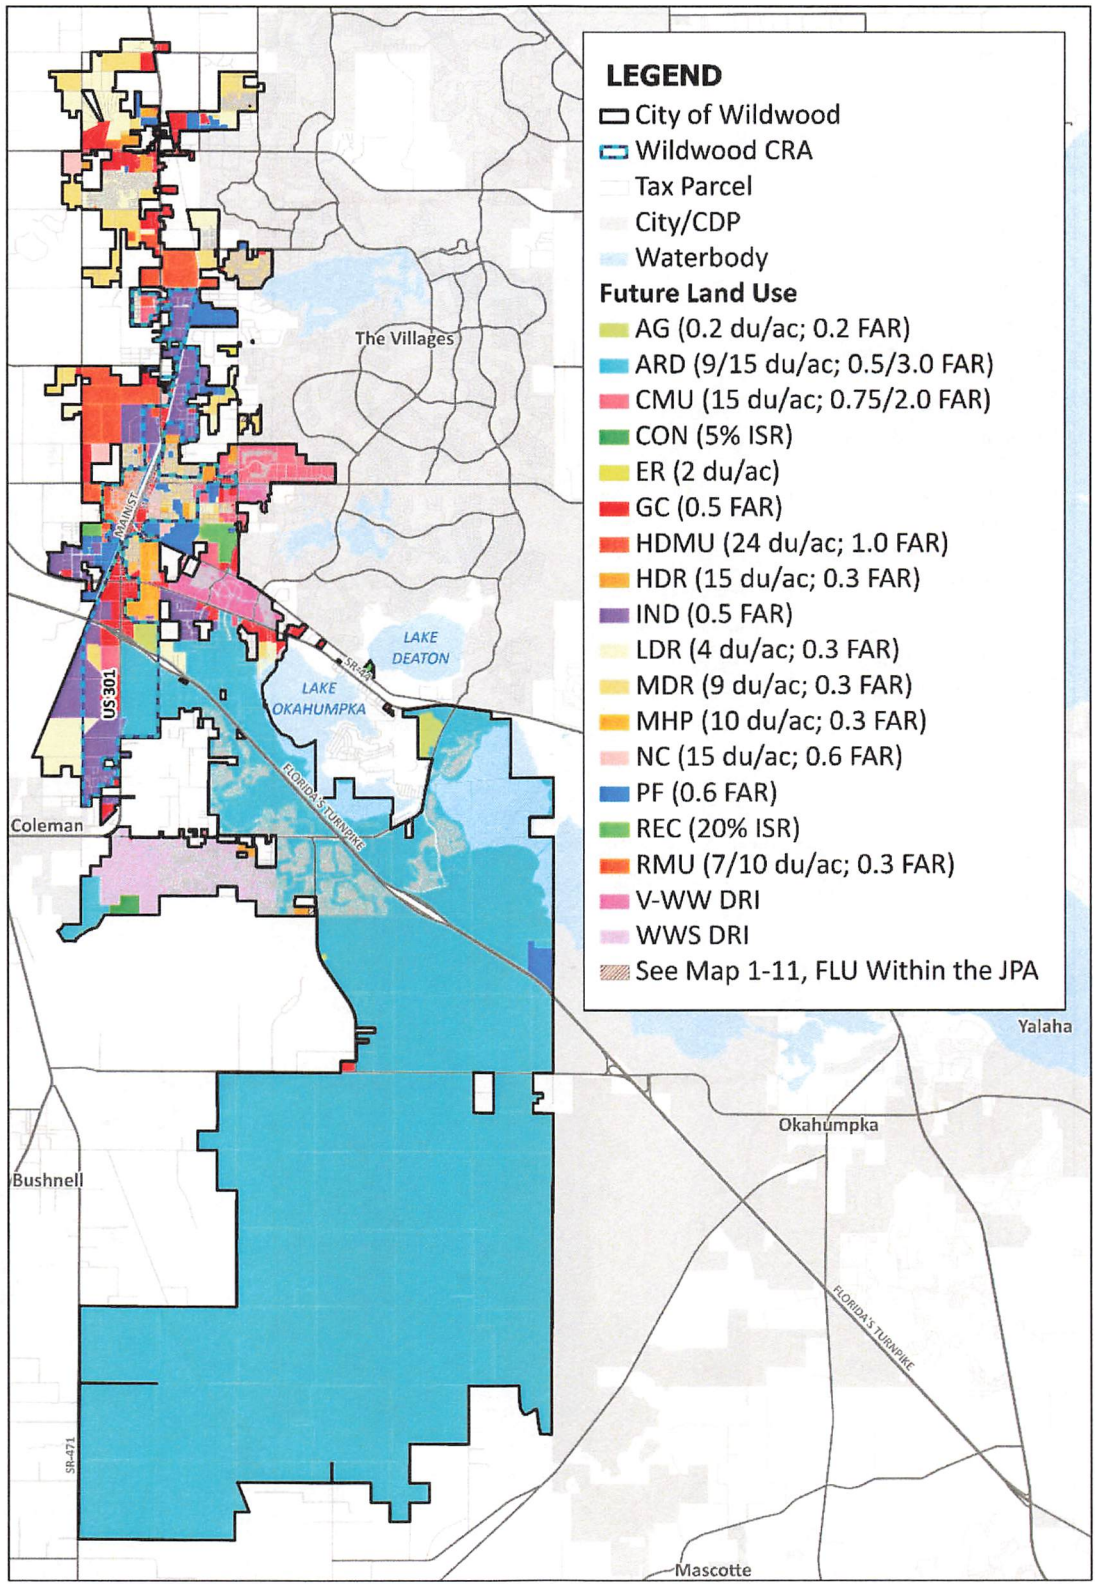 LEGEND
City of Wildwood
Wildwood CRA
Tax Parcel
City/CDP
Waterbody
Future Land Use
AG (0.2 du/ac; 0.2 FAR)
ARD (9/15 du/ac; 0.5/3.0 FAR)
CMU (15 du/ac; 0.75/2.0 FAR)
CON (5% ISR)
ER (2 du/ac)
GC (0.5 FAR)
HDMU (24 du/ac; 1.0 FAR)
HDR (15 du/ac; 0.3 FAR)
IND (0.5 FAR)
LDR (4 du/ac; 0.3 FAR)
MDR (9 du/ac; 0.3 FAR)
MHP (10 du/ac; 0.3 FAR)
NC (15 du/ac; 0.6 FAR)
PF (0.6 FAR)
REC (20% ISR)
RMU (7/10 du/ac; 0.3 FAR)
V-WW DRI
WWS DRI
See Map 1-11, FLU Within the JPA
The Villages
MAIN ST
LAKE
DEATON
SR-44
LAKE
OKAHUMPKA
US 301
FLORIDA'S TURNPIKE
Coleman
Yalaha
Okahumpka
Bushnell
FLORIDA'S TURNPIKE
SR-471
Mascotte